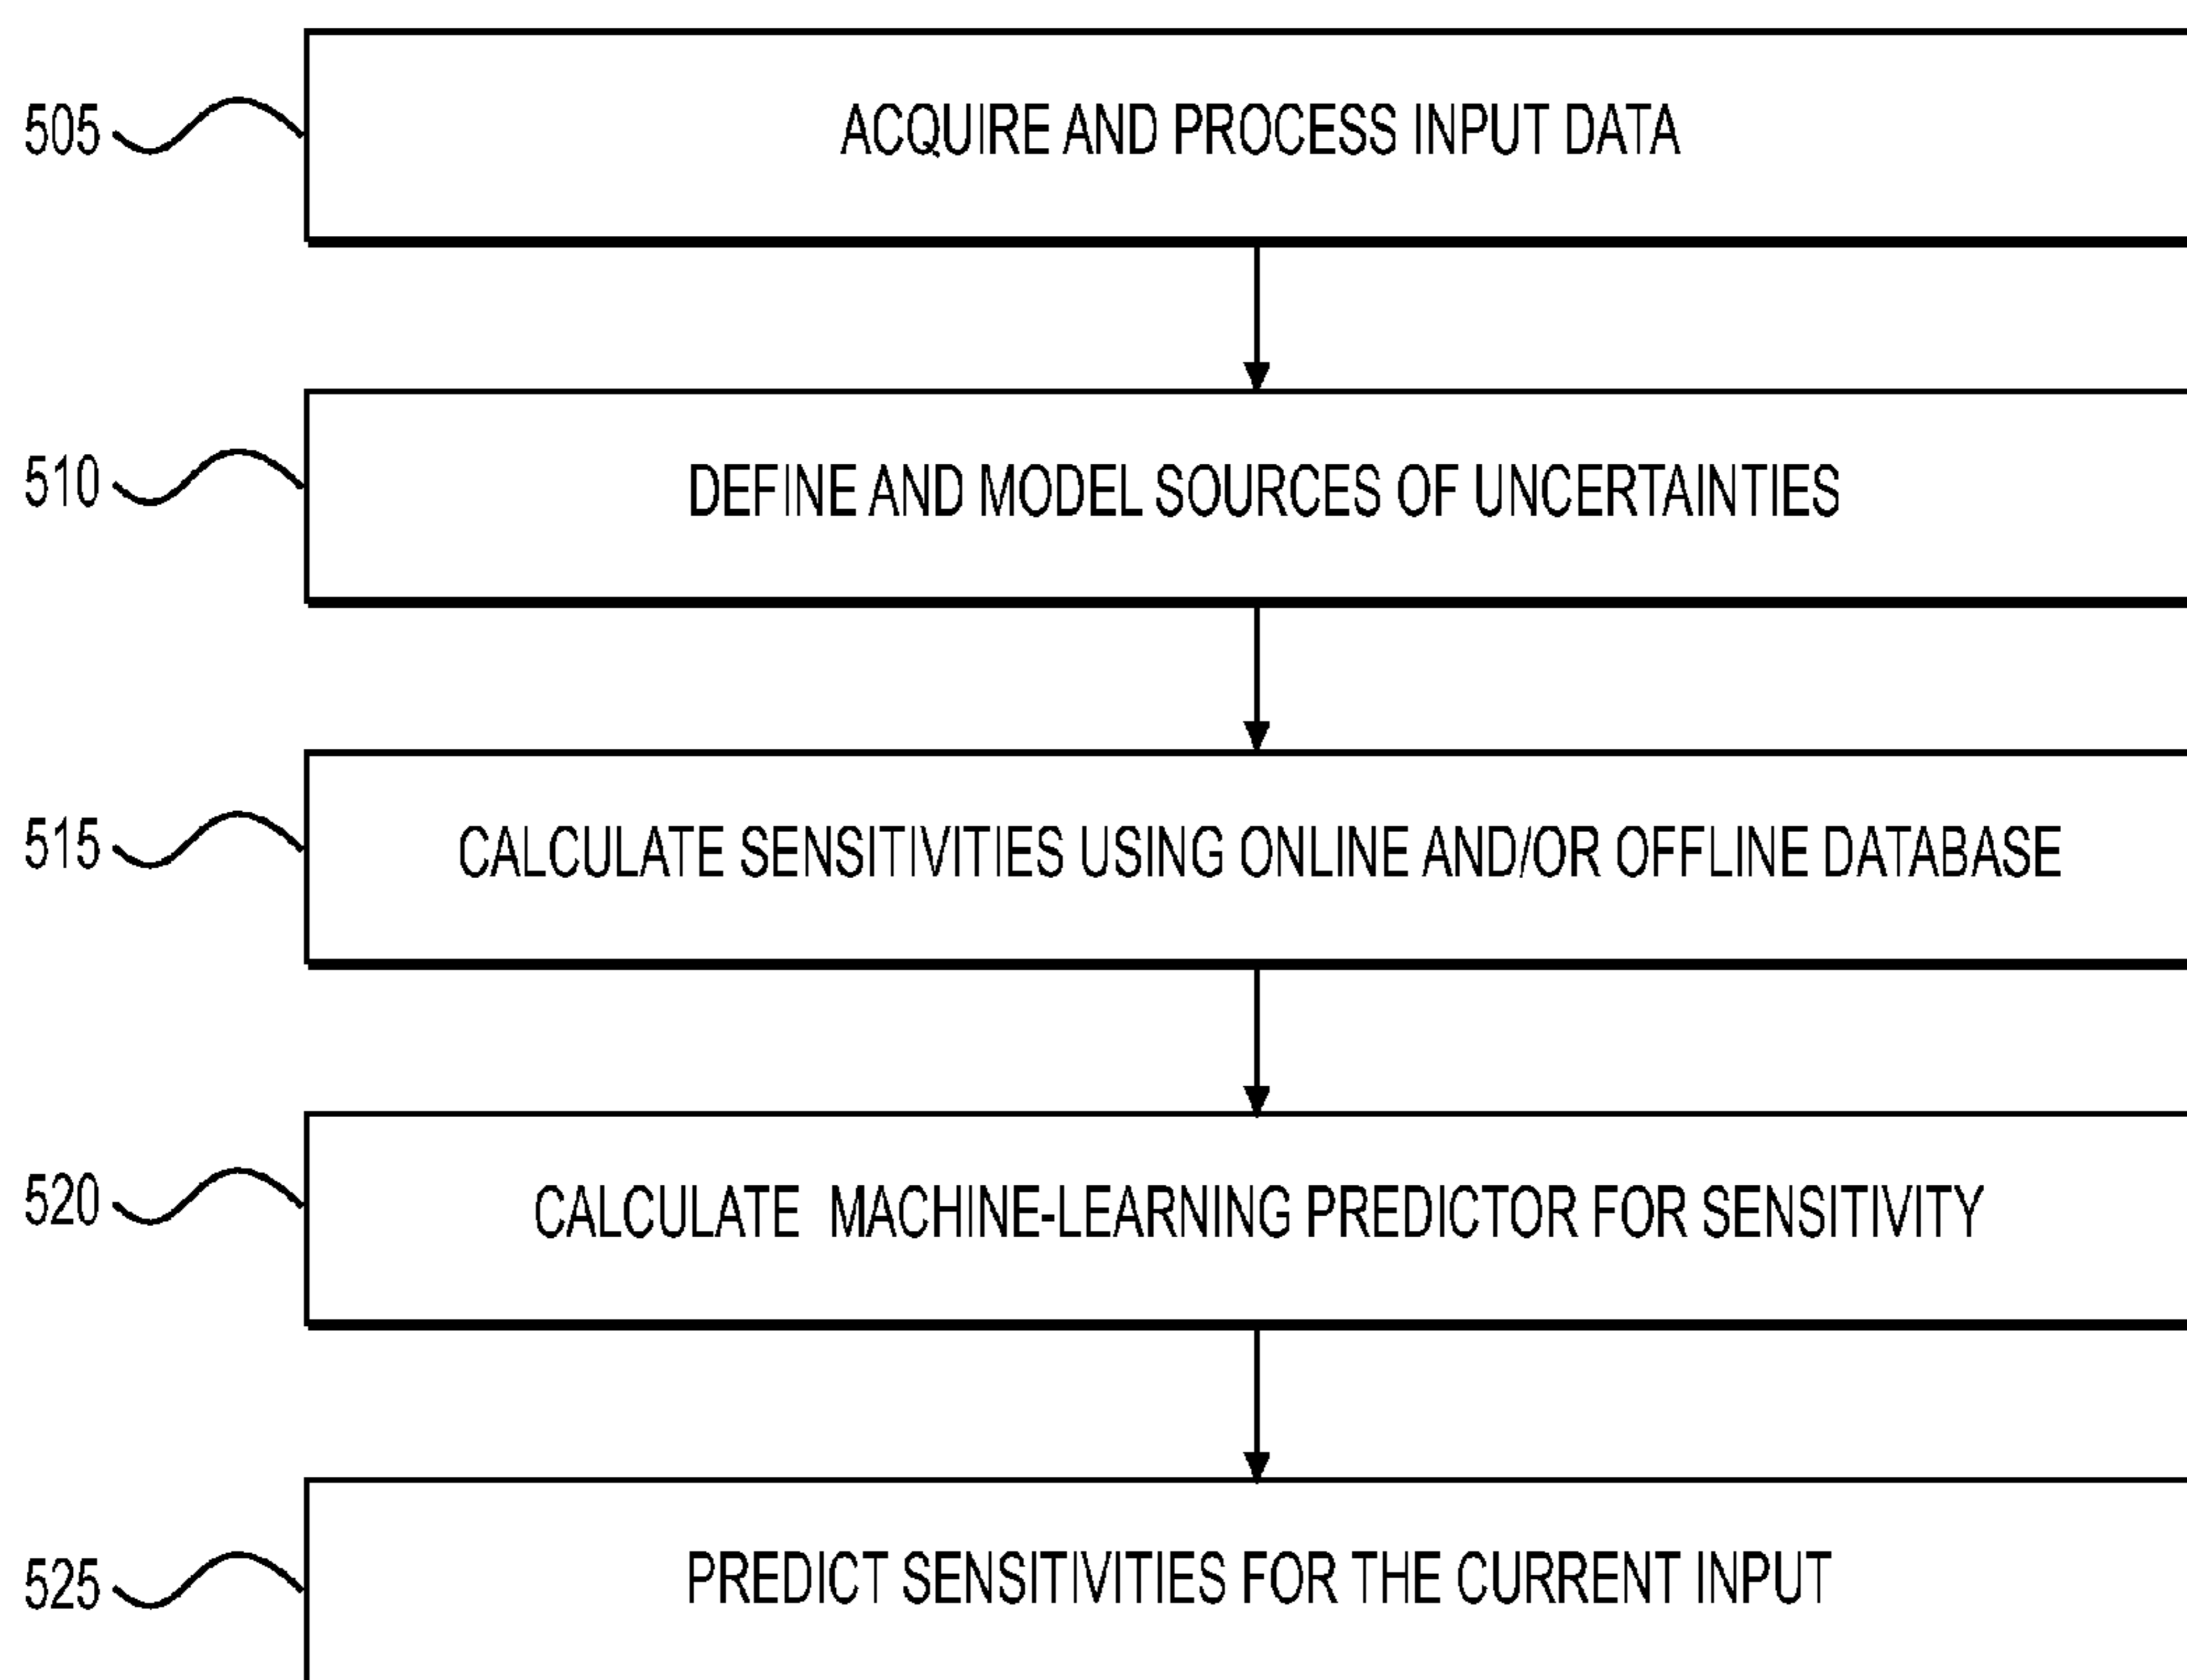 505 ACQUIRE AND PROCESS INPUT DATA
510 DEFINE AND MODEL SOURCES OF UNCERTAINTIES
515 CALCULATE SENSITIVITIES USING ONLINE AND/OR OFFLINE DATABASE
520 CALCULATE MACHINE-LEARNING PREDICTOR FOR SENSITIVITY
525 PREDICT SENSITIVITIES FOR THE CURRENT INPUT